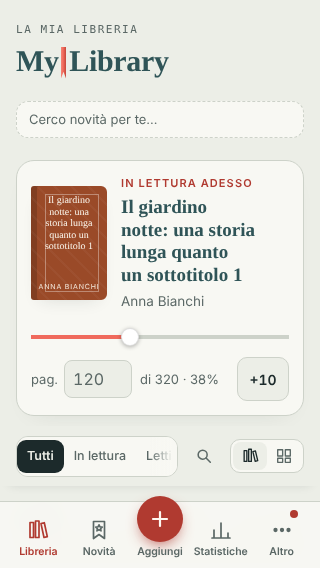 LA MIA LIBRERIA
My Library
Cerco novità per te…
Il giardino
notte: una
storia lunga
quanto un
sottotitolo 1
ANNA BIANCHI
IN LETTURA ADESSO
Il giardino
notte: una storia
lunga quanto
un sottotitolo 1
Anna Bianchi
pag. 120 di 320 · 38% +10
Tutti In lettura Letti
Libreria Novità Aggiungi Statistiche Altro